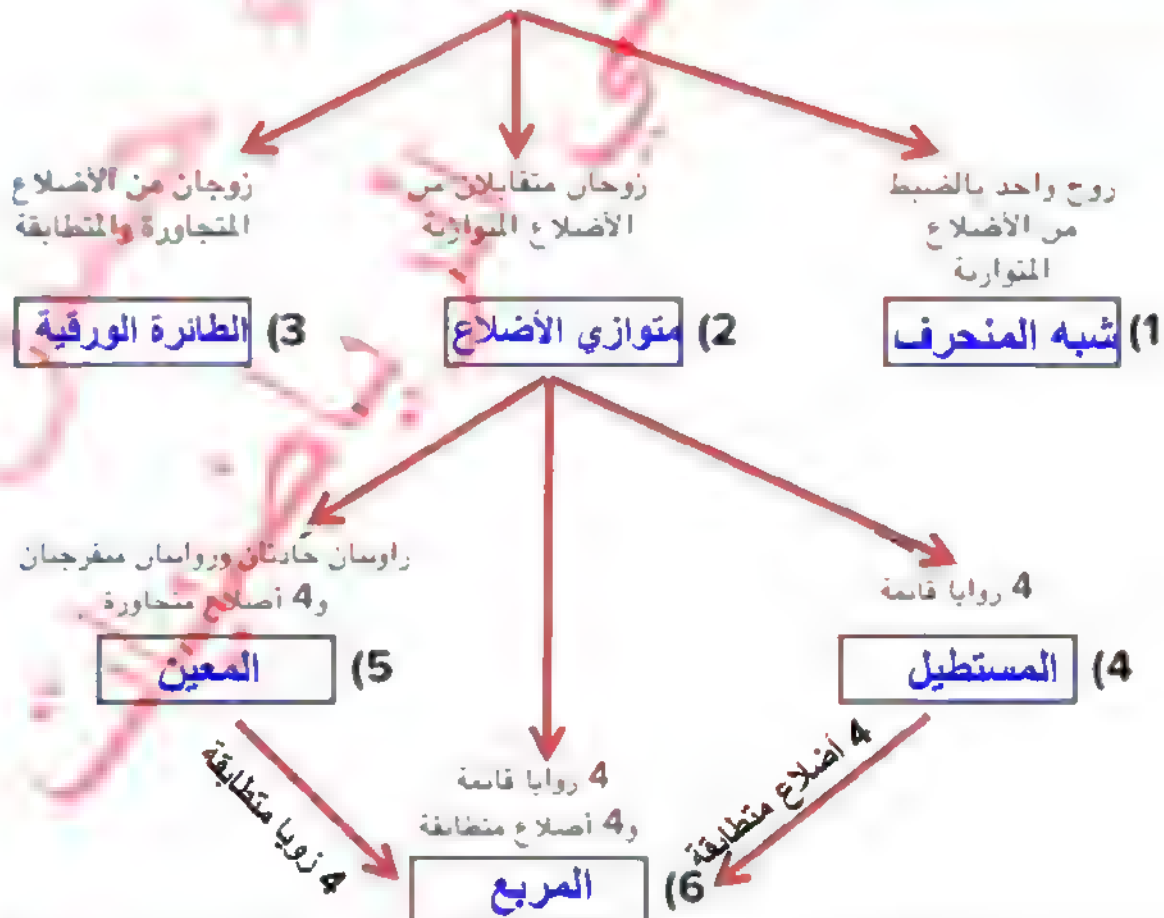 زوج واحد بالضبط
من الأضلاع
المتوازية
1) شبه المنحرف
زوجان متقابلان من
الأضلاع المتوازية
2) متوازي الأضلاع
زوجان من الأضلاع
المتجاورة والمتطابقة
3) الطائرة الورقية
4 زوايا قائمة
4) المستطيل
زاويتان حادتان وزاويتان منفرجتان
و4 أضلاع متجاورة
5) المعين
4 أضلاع متطابقة
4 زويا متطابقة
4 زوايا قائمة
و4 أضلاع متطابقة
6) المربع